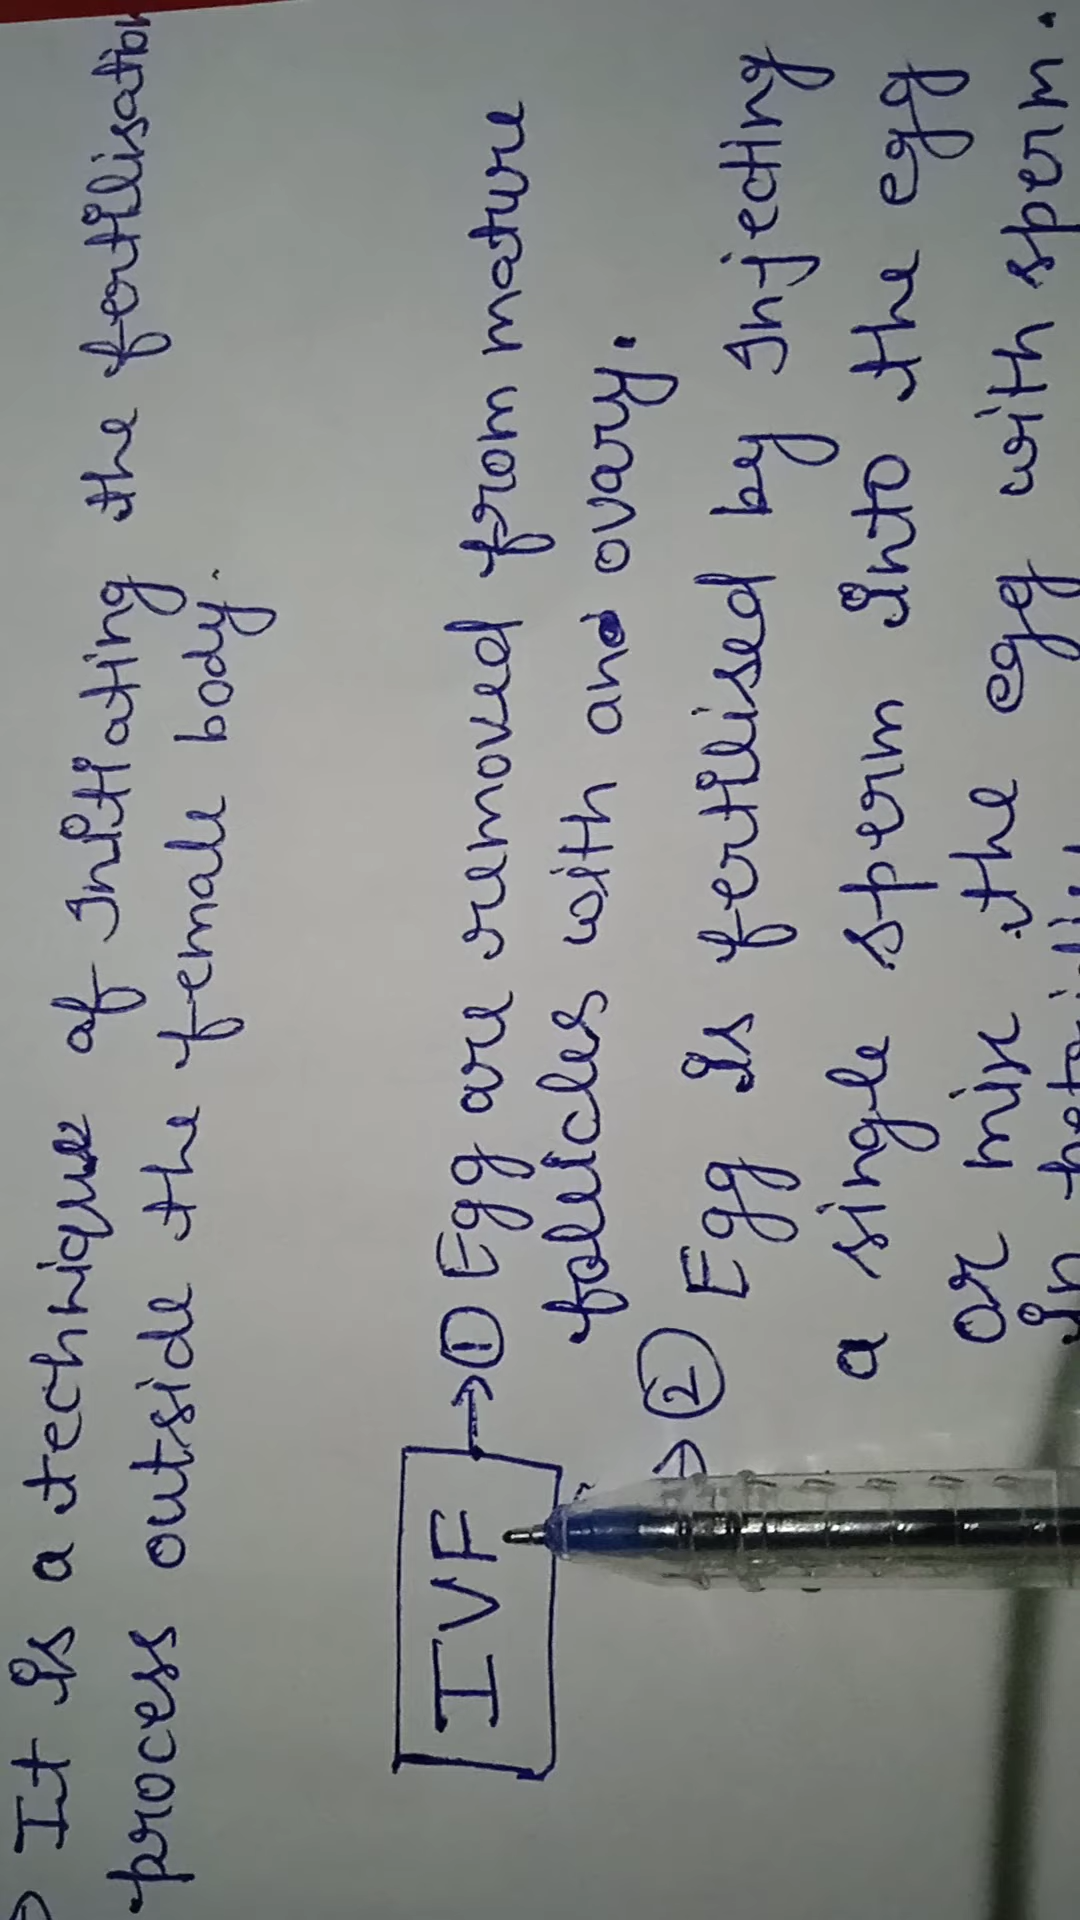 → It is a technique of Initiating the fertilisation
process outside the female body.
IVF → ① Egg are removed from mature
folicles with and ovary.
→ ② Egg is fertilised by Injecting
a single sperm into the egg
or mix the egg with sperm.
in